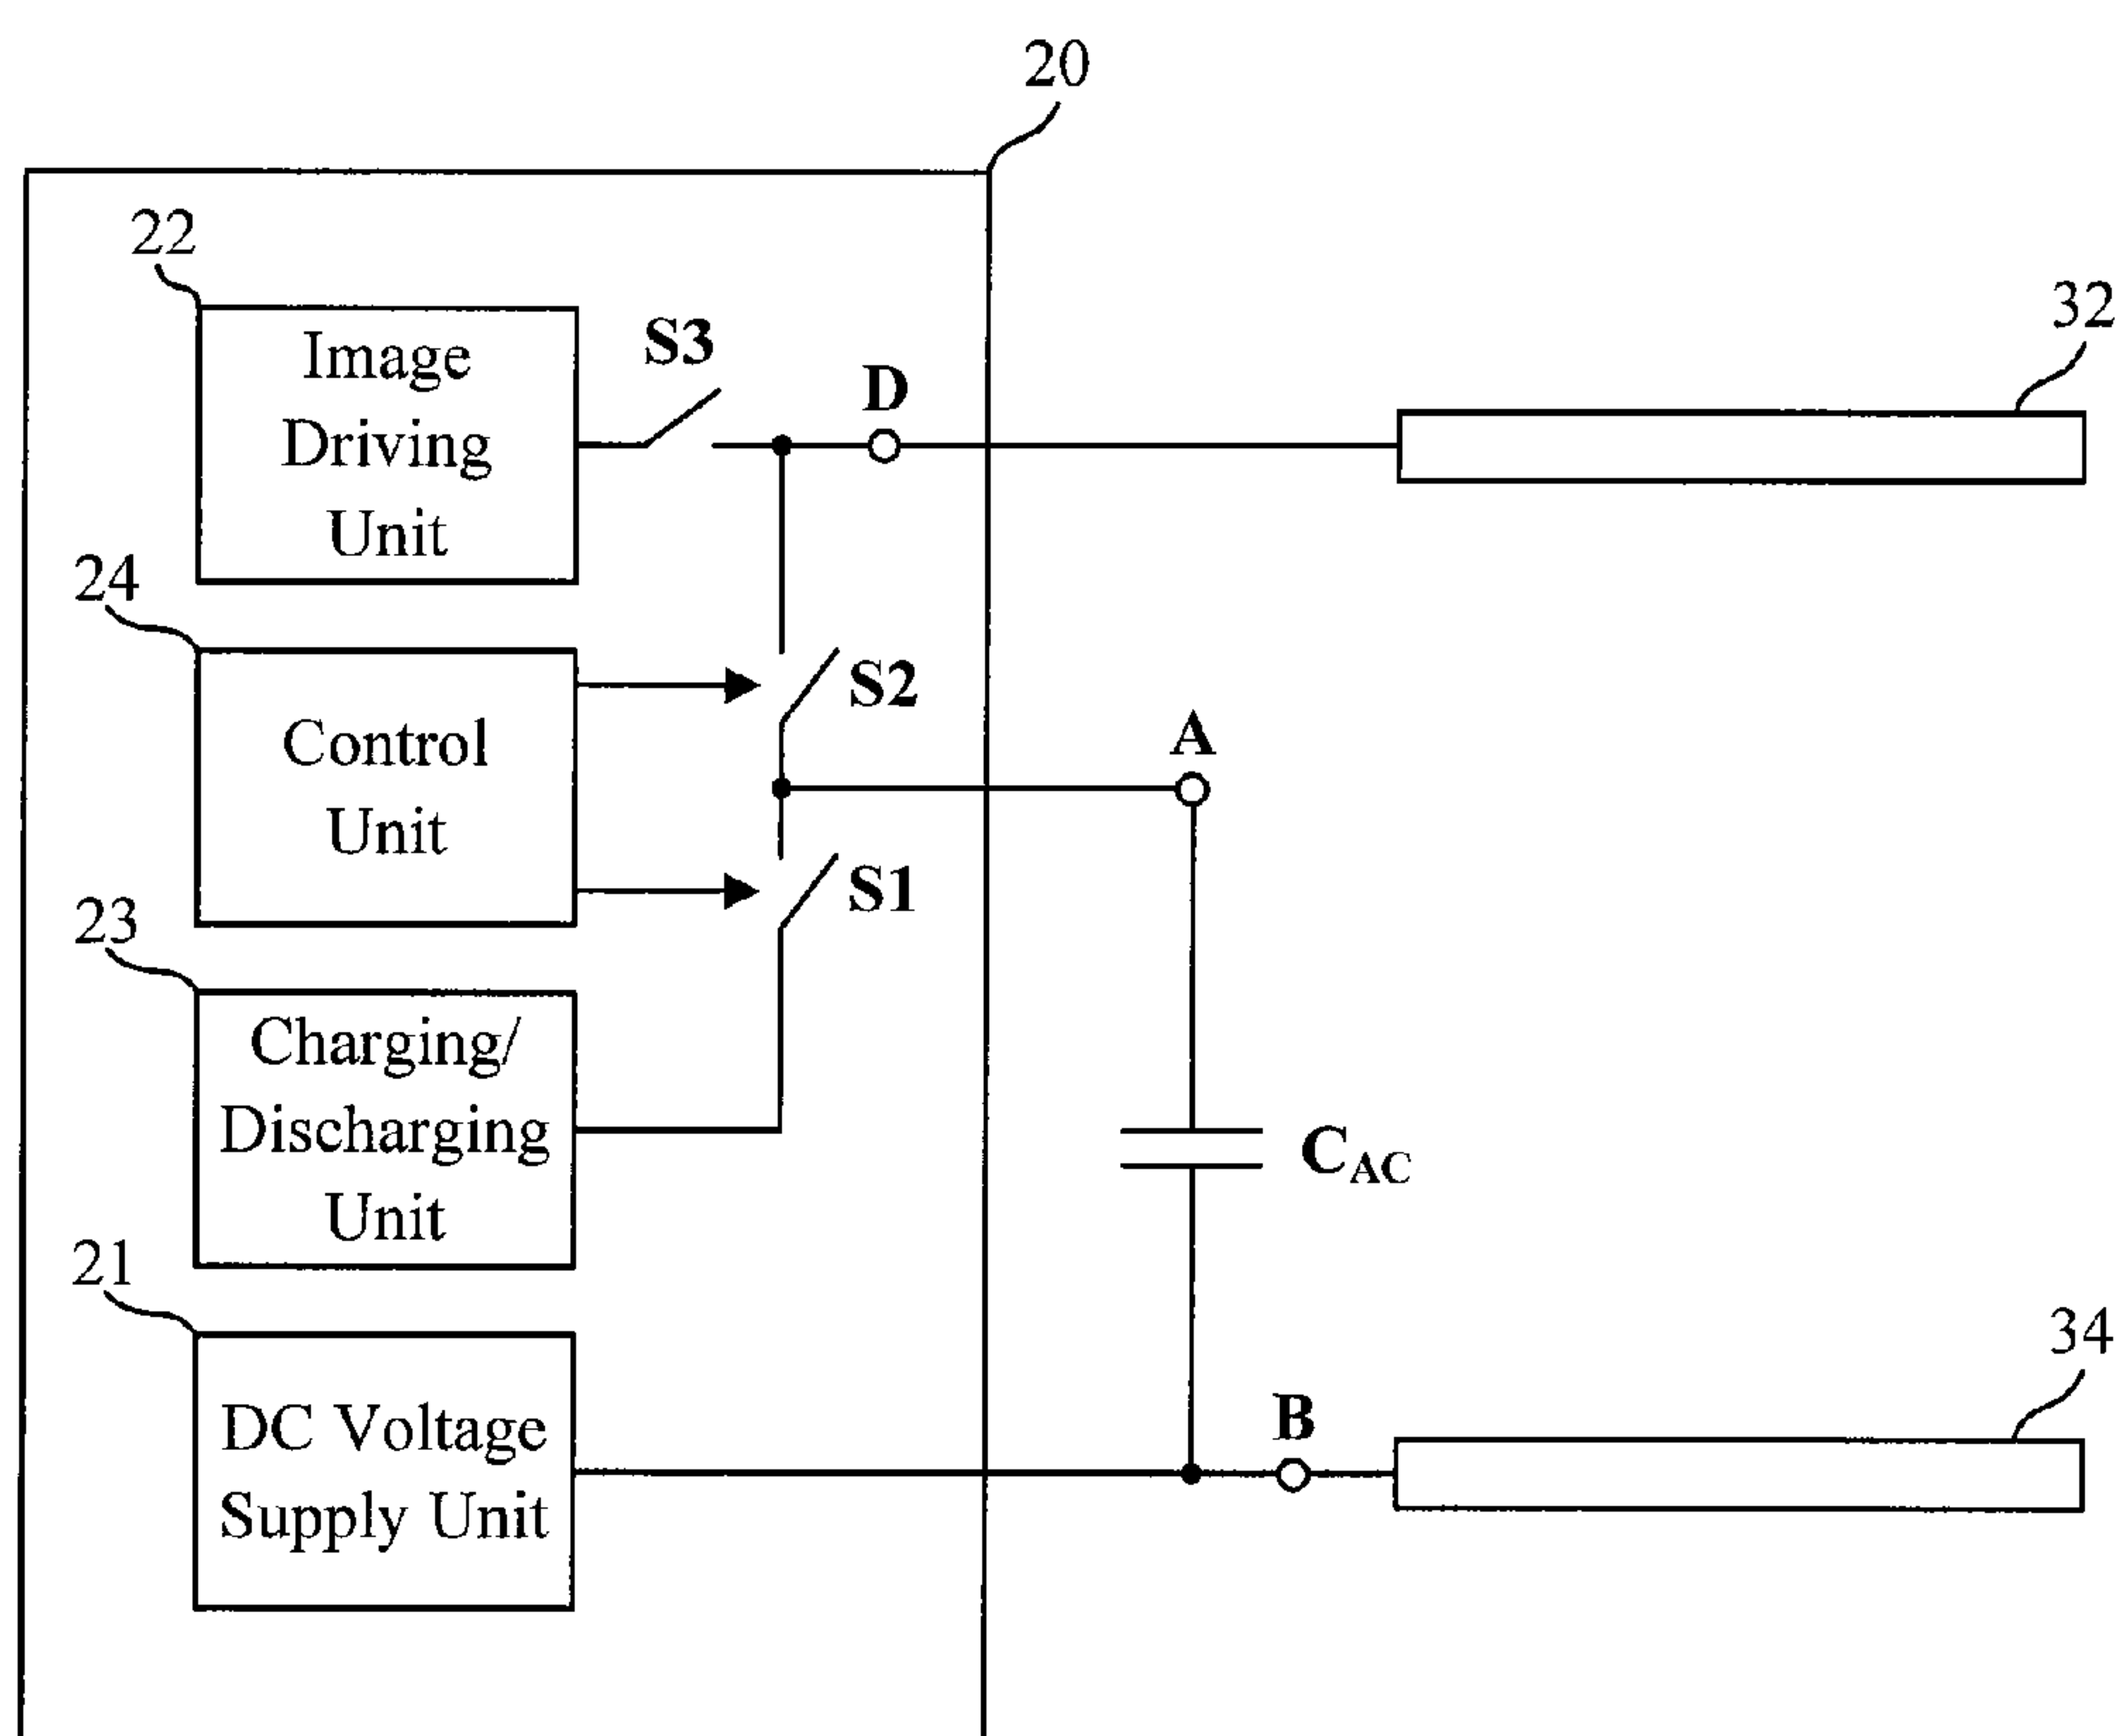 20
22
Image
Driving
Unit
S3
D
32
24
Control
Unit
S2
A
S1
23
Charging/
Discharging
Unit
C_AC
21
DC Voltage
Supply Unit
B
34